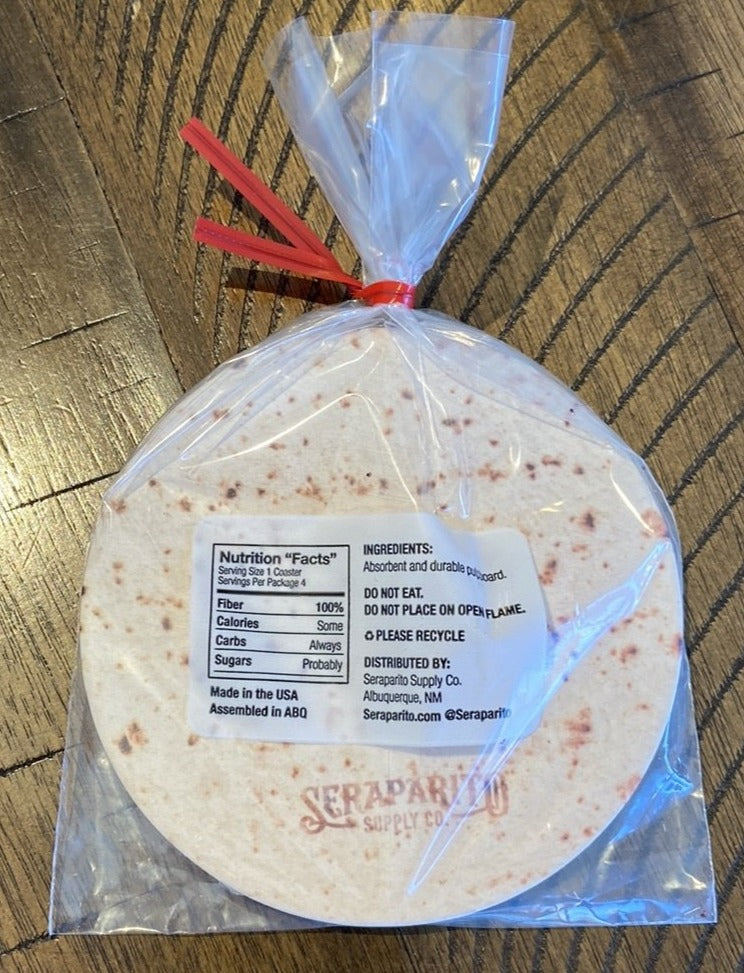 Nutrition “Facts”
Serving Size 1 Coaster
Servings Per Package 4
Fiber 100%
Calories Some
Carbs Always
Sugars Probably
Made in the USA
Assembled in ABQ
INGREDIENTS:
Absorbent and durable pulpboard.
DO NOT EAT.
DO NOT PLACE ON OPEN FLAME.
♻ PLEASE RECYCLE
DISTRIBUTED BY:
Seraparito Supply Co.
Albuquerque, NM
Seraparito.com @Seraparito
SERAPARITO
SUPPLY CO.